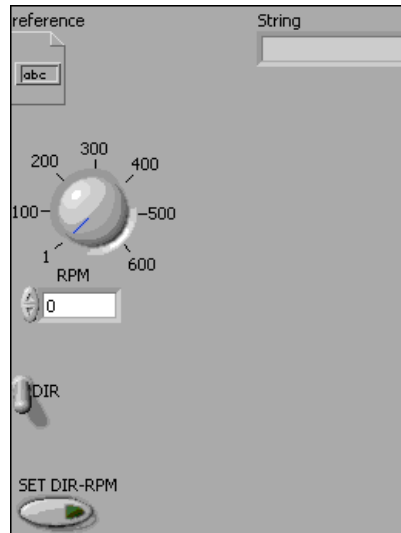 reference
String
abc
300
200
400
100
500
1
600
RPM
0
DIR
SET DIR-RPM